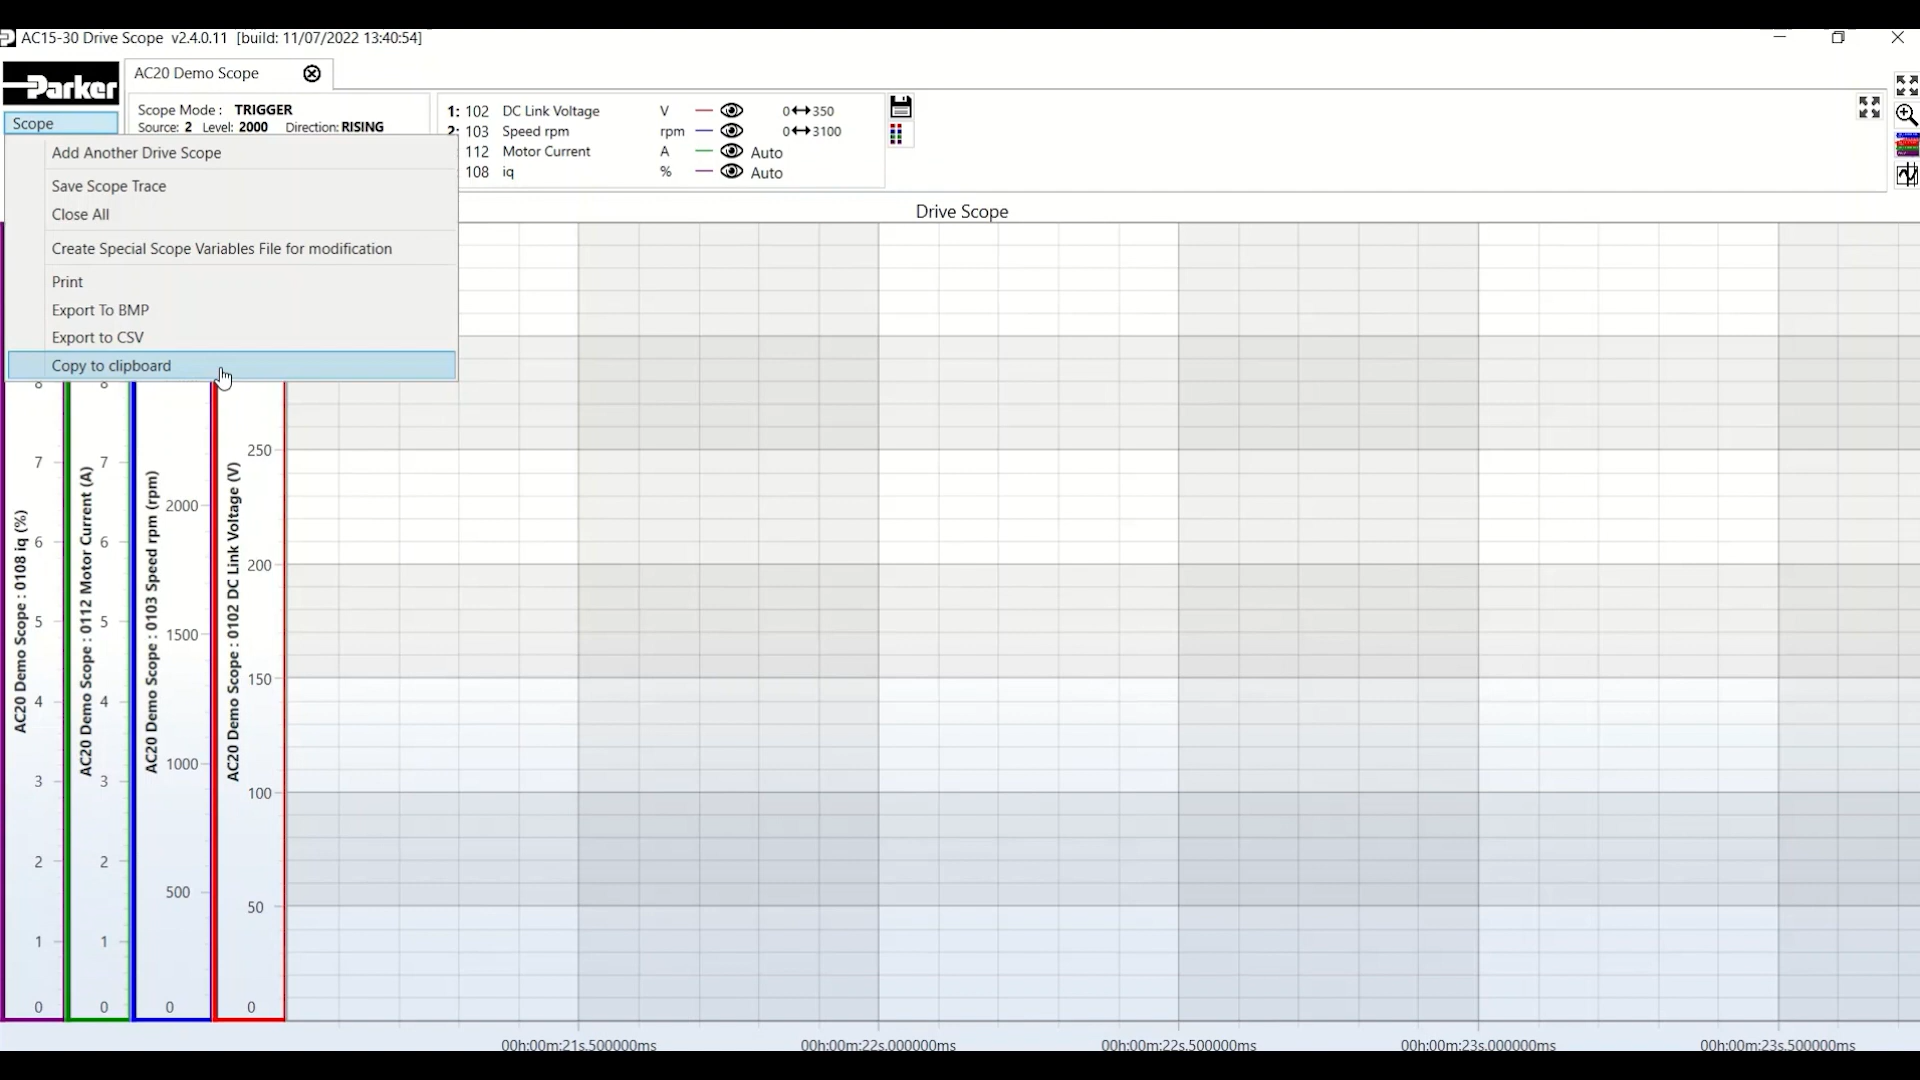 AC15-30 Drive Scope v2.4.0.11 [build: 11/07/2022 13:40:54]
Parker
AC20 Demo Scope
Scope
Scope Mode : TRIGGER
Source: 2 Level: 2000 Direction: RISING
1: 102 DC Link Voltage V 0↔350
2: 103 Speed rpm rpm 0↔3100
112 Motor Current A Auto
108 iq % Auto
Add Another Drive Scope
Save Scope Trace
Close All
Create Special Scope Variables File for modification
Print
Export To BMP
Export to CSV
Copy to clipboard
Drive Scope
AC20 Demo Scope : 0108 iq (%)
8
7
6
5
4
3
2
1
0
AC20 Demo Scope : 0112 Motor Current (A)
8
7
6
5
4
3
2
1
0
AC20 Demo Scope : 0103 Speed rpm (rpm)
2000
1500
1000
500
0
AC20 Demo Scope : 0102 DC Link Voltage (V)
250
200
150
100
50
0
00h:00m:21s.500000ms 00h:00m:22s.000000ms 00h:00m:22s.500000ms 00h:00m:23s.000000ms 00h:00m:23s.500000ms